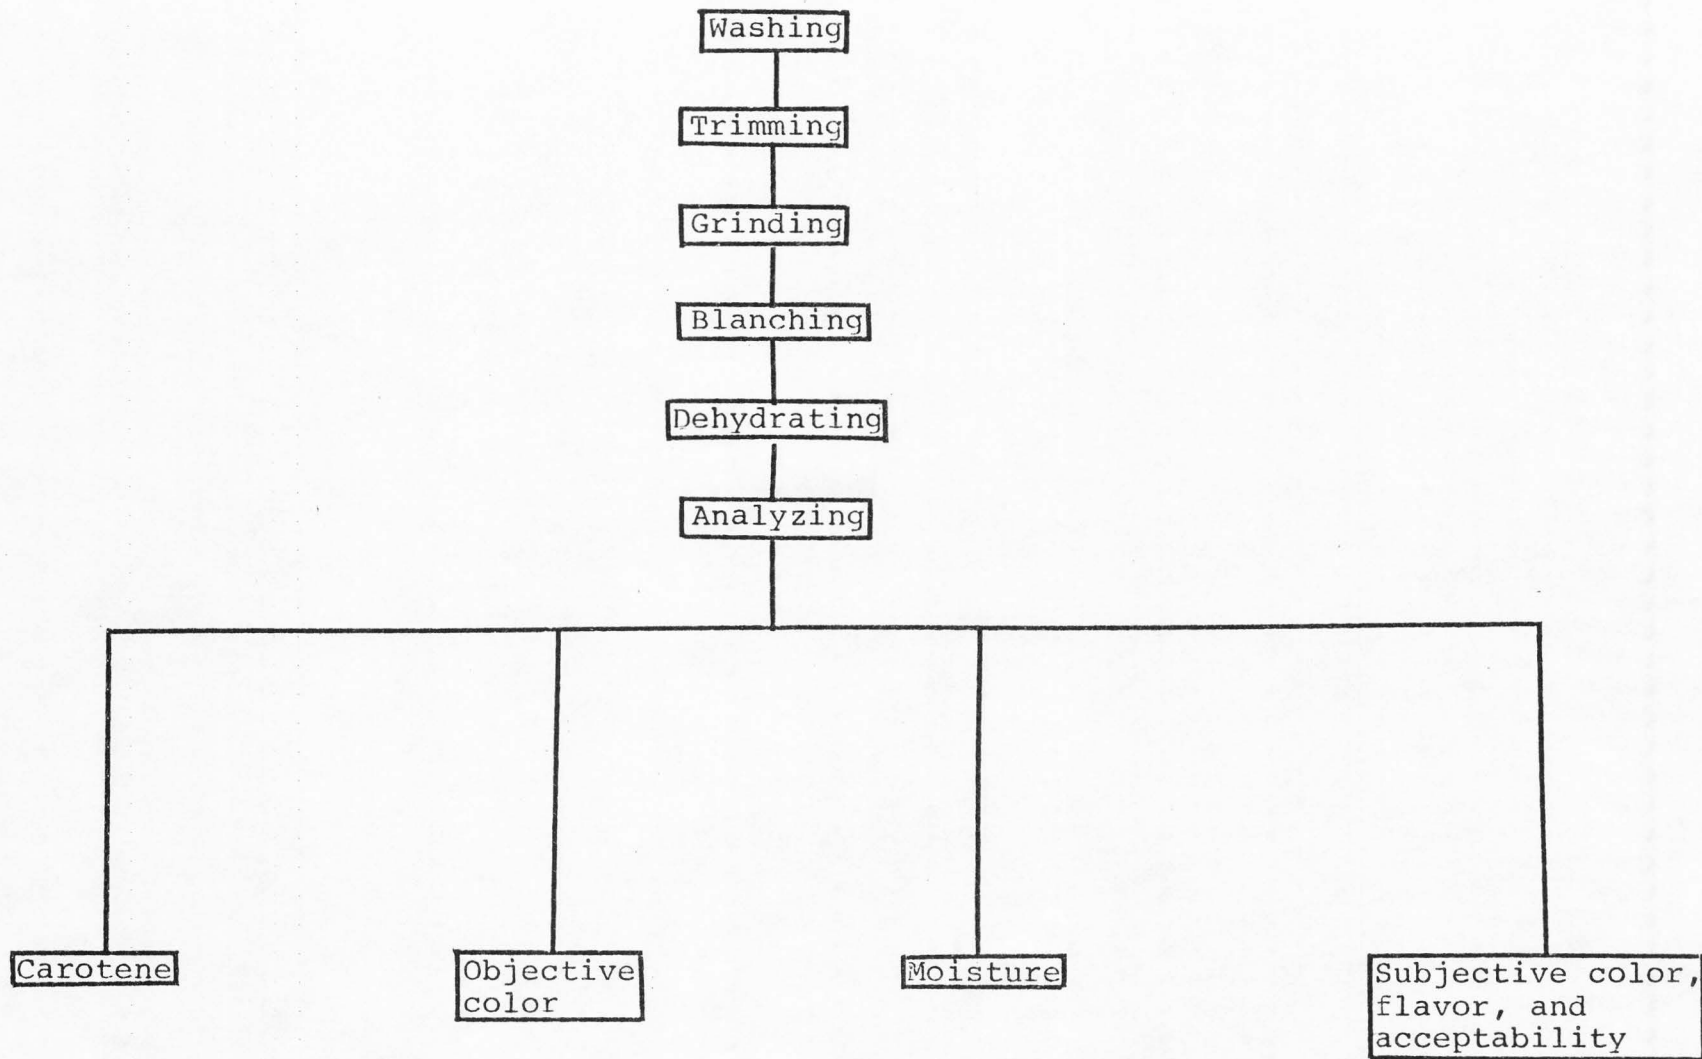 Washing
Trimming
Grinding
Blanching
Dehydrating
Analyzing
Carotene
Objective
color
Moisture
Subjective color,
flavor, and
acceptability